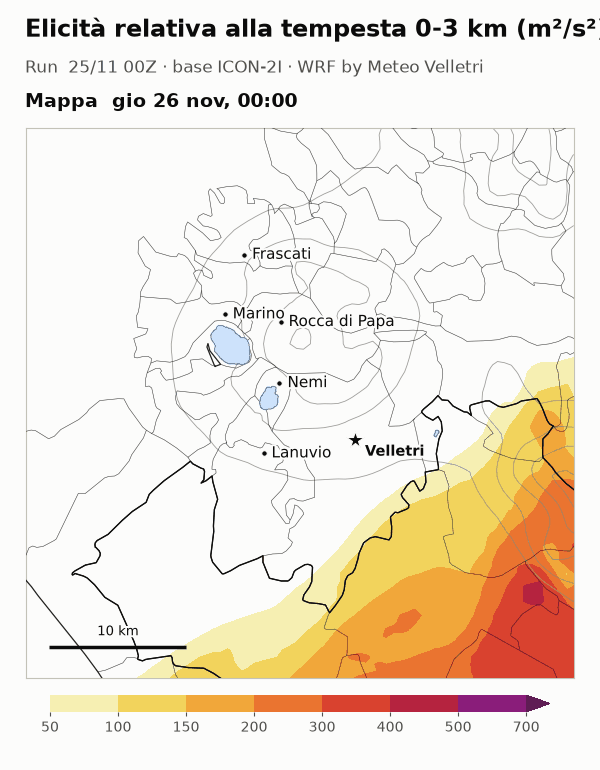 Elicità relativa alla tempesta 0-3 km (m²/s²)
Run  25/11 00Z · base ICON-2I · WRF by Meteo Velletri
Mappa  gio 26 nov, 00:00
Frascati
Marino
Rocca di Papa
Nemi
Velletri
Lanuvio
10 km
50 100 150 200 300 400 500 700